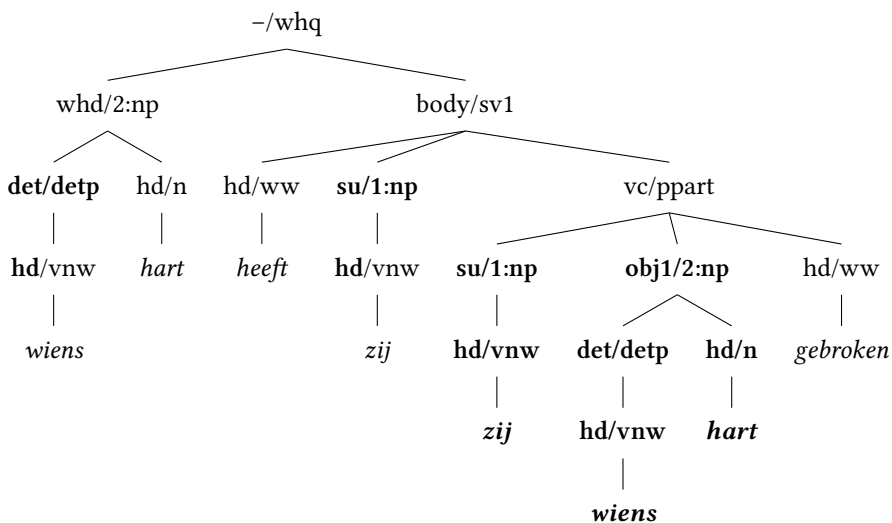 –/whq
whd/2:np body/sv1
det/detp hd/n hd/ww su/1:np vc/ppart
hd/vnw hart heeft hd/vnw su/1:np obj1/2:np hd/ww
wiens zij hd/vnw det/detp hd/n gebroken
zij hd/vnw hart
wiens